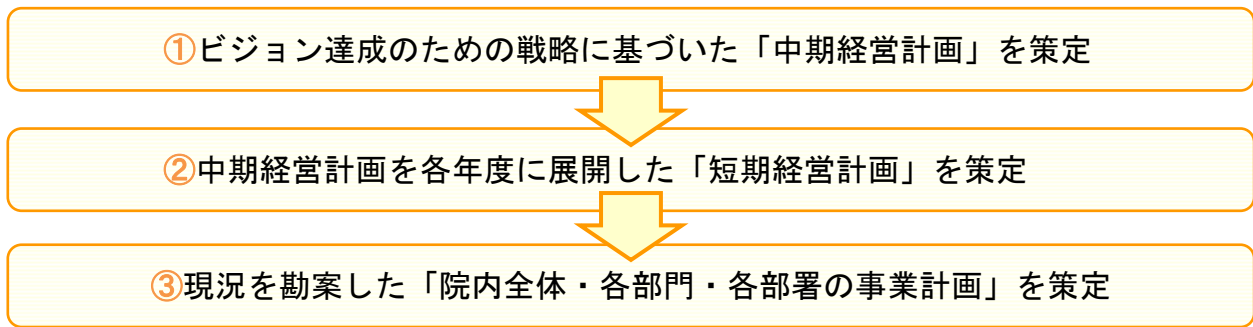 ①ビジョン達成のための戦略に基づいた「中期経営計画」を策定
②中期経営計画を各年度に展開した「短期経営計画」を策定
③現況を勘案した「院内全体・各部門・各部署の事業計画」を策定